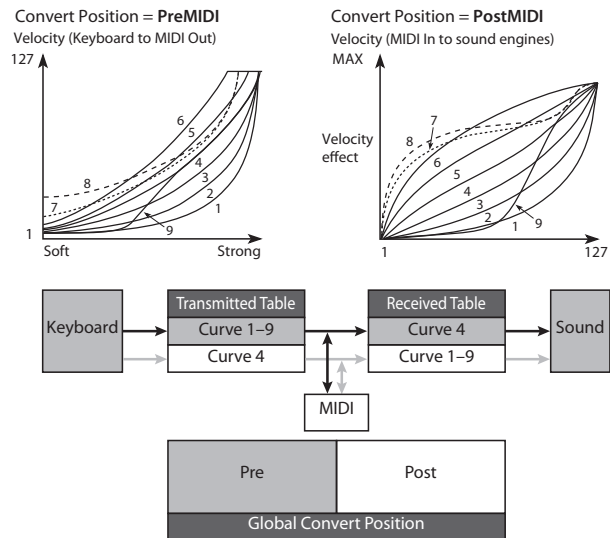 Convert Position = PreMIDI
Velocity (Keyboard to MIDI Out)
127
6
5
4
3
2
1
8
7
9
1
Soft
Strong
Convert Position = PostMIDI
Velocity (MIDI In to sound engines)
MAX
Velocity
effect
7
8
6
5
4
3
2
1
9
1
127
Keyboard
Transmitted Table
Curve 1–9
Curve 4
Received Table
Curve 4
Curve 1–9
Sound
MIDI
Pre
Post
Global Convert Position